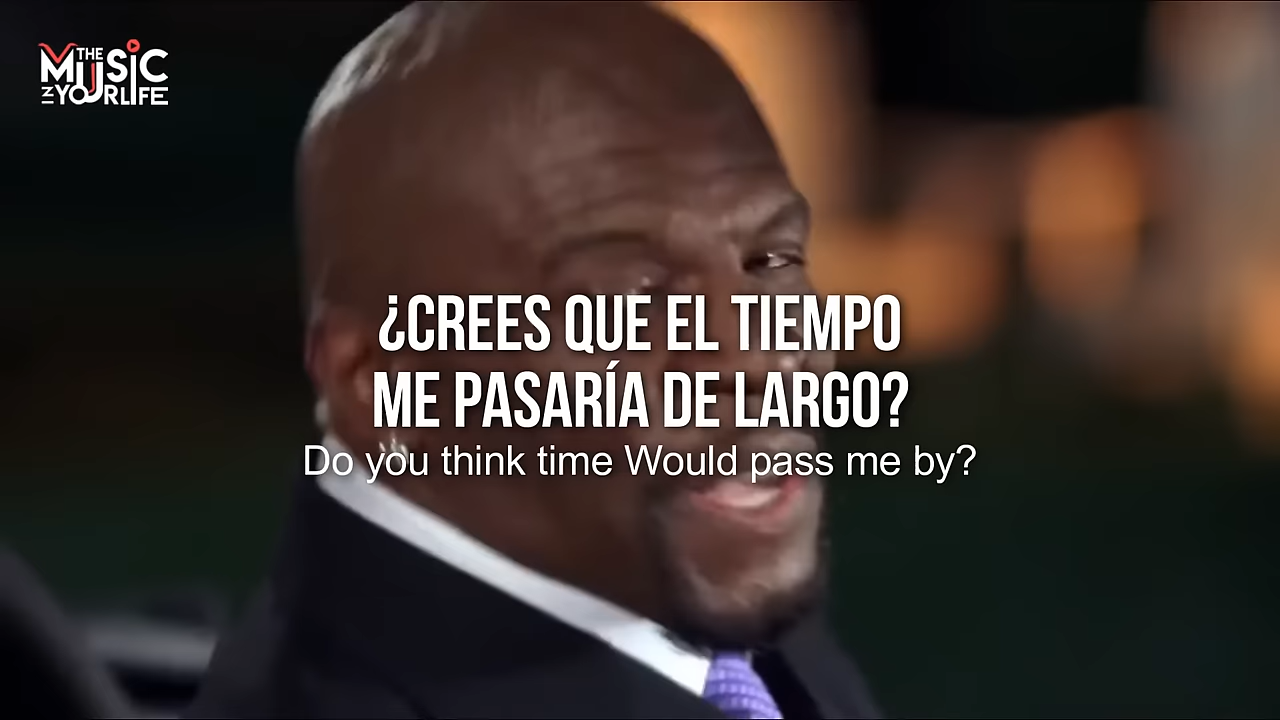 THE
MUSIC
IN YOUR LIFE
¿CREES QUE EL TIEMPO
ME PASARÍA DE LARGO?
Do you think time Would pass me by?